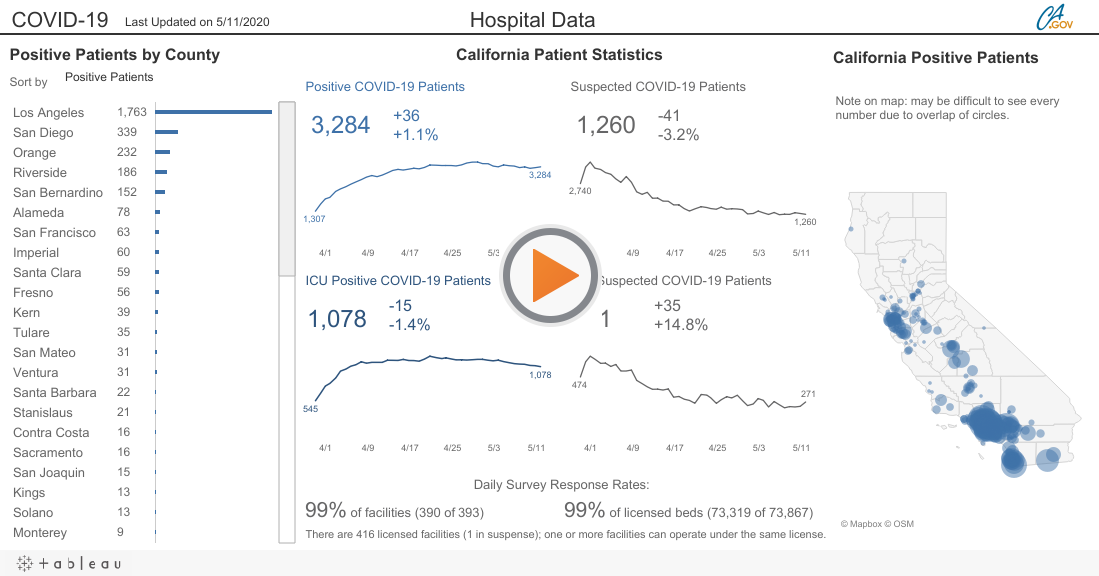 COVID-19 Last Updated on 5/11/2020
Hospital Data
CA.GOV
Positive Patients by County
Sort by Positive Patients
Los Angeles 1,763
San Diego 339
Orange 232
Riverside 186
San Bernardino 152
Alameda 78
San Francisco 63
Imperial 60
Santa Clara 59
Fresno 56
Kern 39
Tulare 35
San Mateo 31
Ventura 31
Santa Barbara 22
Stanislaus 21
Contra Costa 16
Sacramento 16
San Joaquin 15
Kings 13
Solano 13
Monterey 9
California Patient Statistics
Positive COVID-19 Patients
3,284 +36
+1.1%
3,284
1,307
4/1 4/9 4/17 4/25 5/3
Suspected COVID-19 Patients
1,260 -41
-3.2%
2,740
1,260
4/1 4/9 4/17 4/25 5/3 5/11
ICU Positive COVID-19 Patients
1,078 -15
-1.4%
1,078
545
4/1 4/9 4/17 4/25 5/3 5/11
Suspected COVID-19 Patients
1 +35
+14.8%
474
271
4/1 4/9 4/17 4/25 5/3 5/11
Daily Survey Response Rates:
99% of facilities (390 of 393)
99% of licensed beds (73,319 of 73,867)
There are 416 licensed facilities (1 in suspense); one or more facilities can operate under the same license.
California Positive Patients
Note on map: may be difficult to see every
number due to overlap of circles.
© Mapbox © OSM
+ a b l e a u